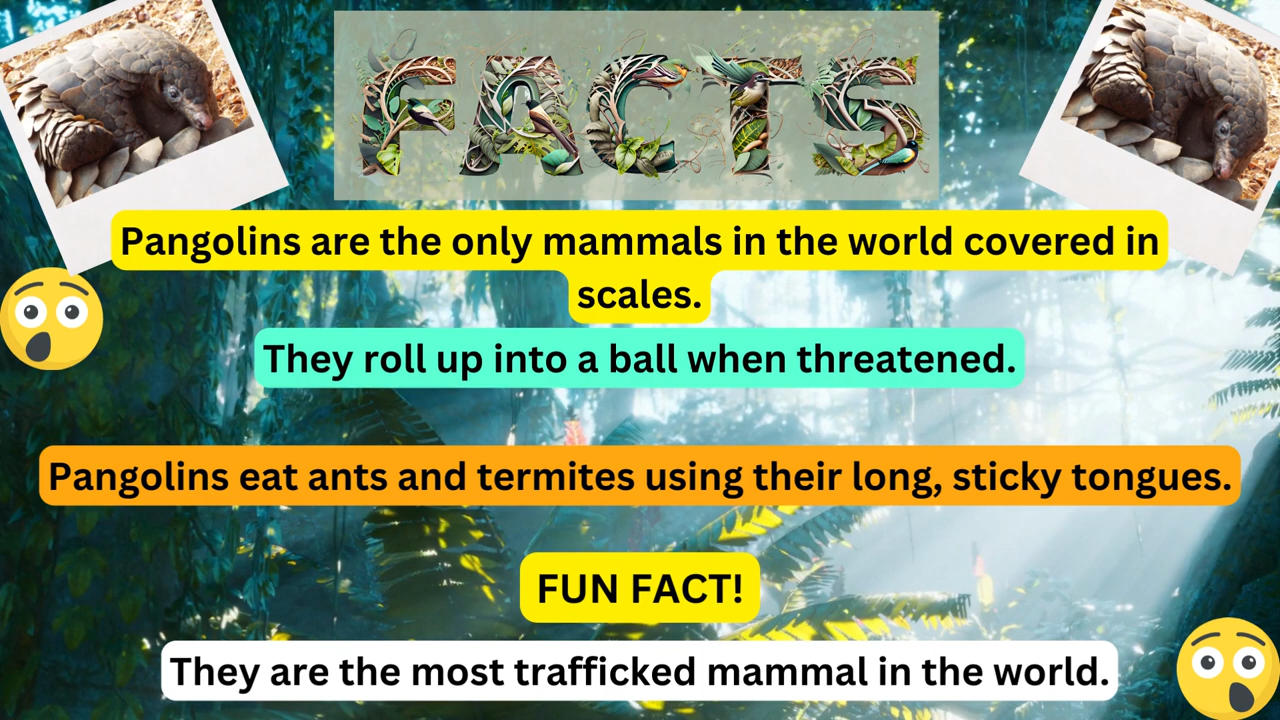 FACTS
Pangolins are the only mammals in the world covered in
scales.
They roll up into a ball when threatened.
Pangolins eat ants and termites using their long, sticky tongues.
FUN FACT!
They are the most trafficked mammal in the world.